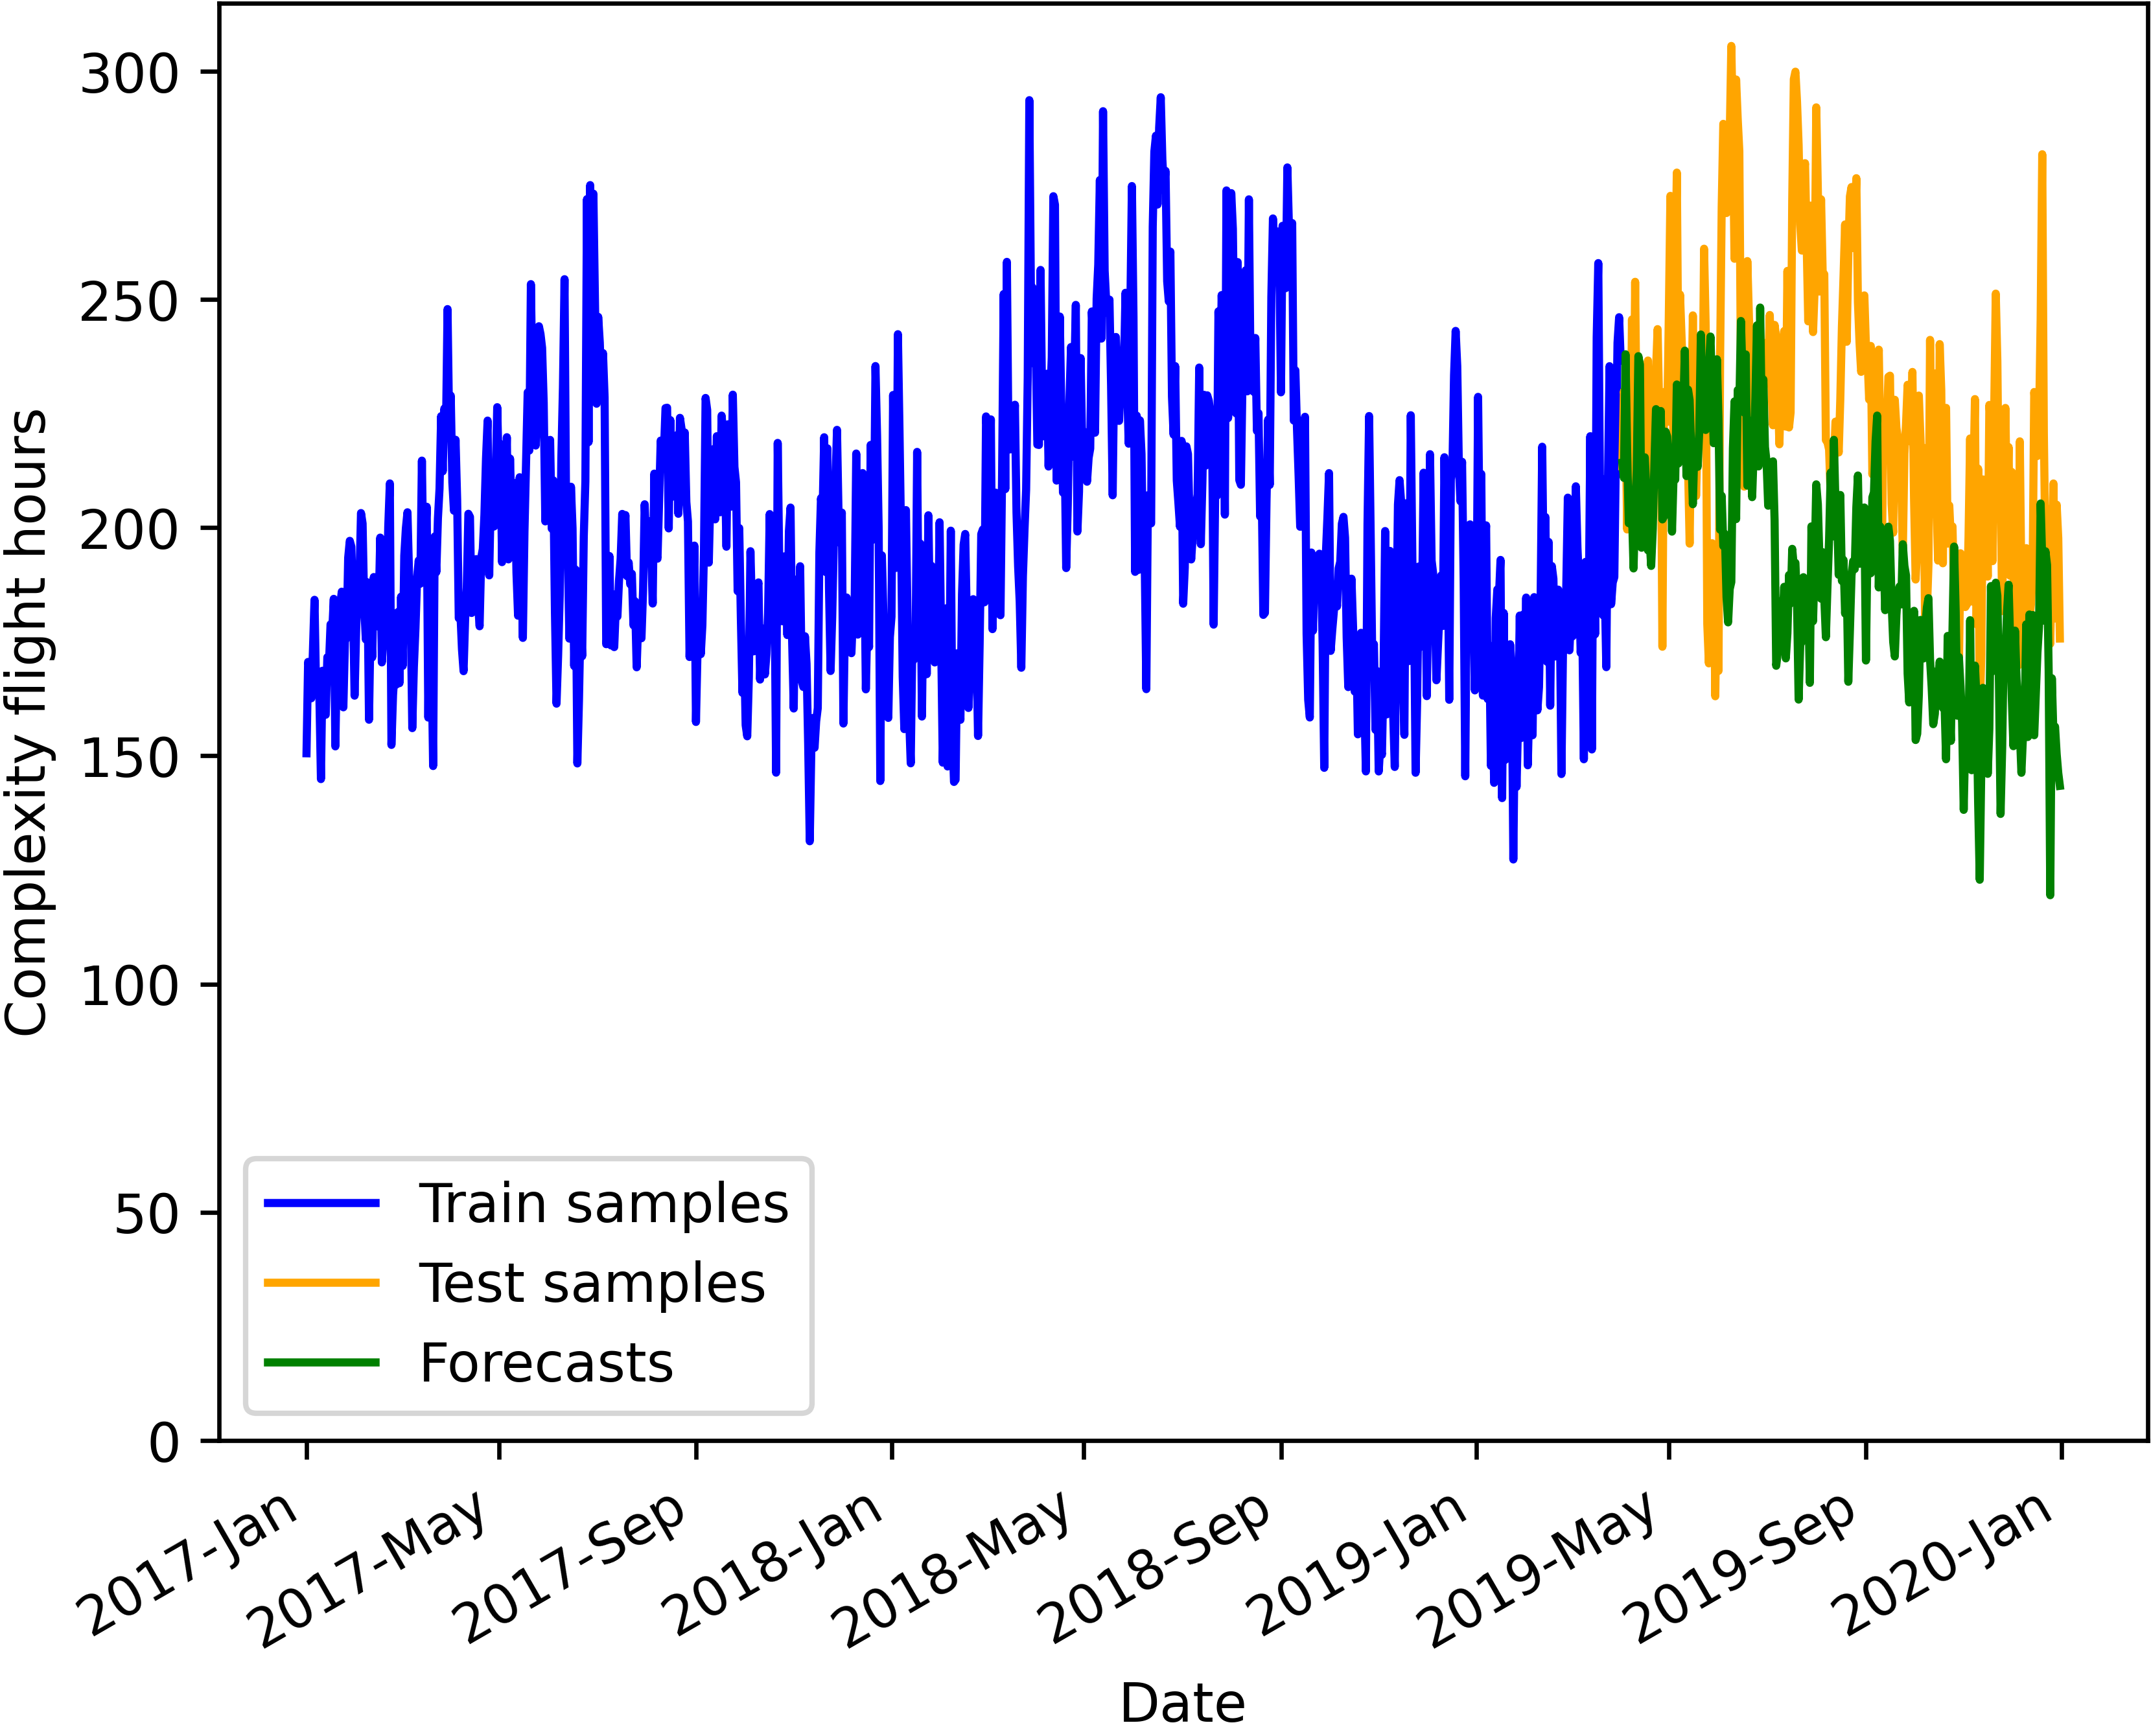 Complexity flight hours
300
250
200
150
100
50
0
Train samples
Test samples
Forecasts
2017-Jan
2017-May
2017-Sep
2018-Jan
2018-May
2018-Sep
2019-Jan
2019-May
2019-Sep
2020-Jan
Date